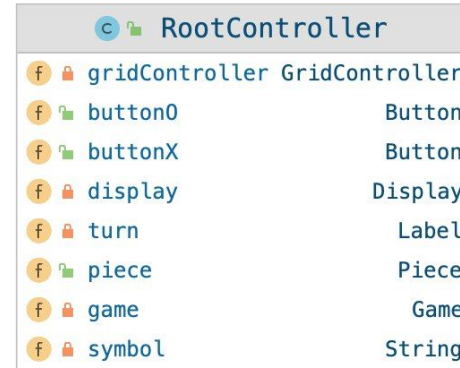 C RootController
f gridController GridController
f buttonO Button
f buttonX Button
f display Display
f turn Label
f piece Piece
f game Game
f symbol String